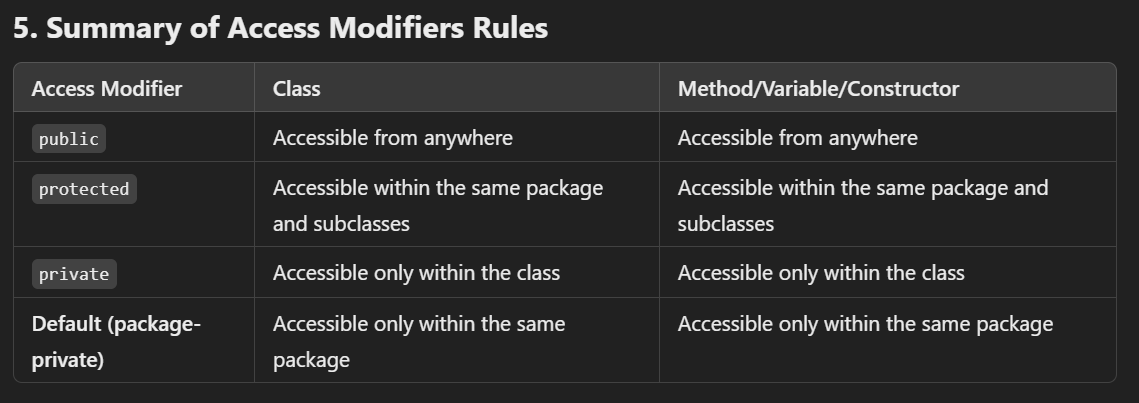 5. Summary of Access Modifiers Rules
Access Modifier Class Method/Variable/Constructor
public Accessible from anywhere Accessible from anywhere
protected Accessible within the same package Accessible within the same package and
and subclasses subclasses
private Accessible only within the class Accessible only within the class
Default (package- Accessible only within the same Accessible only within the same package
private) package